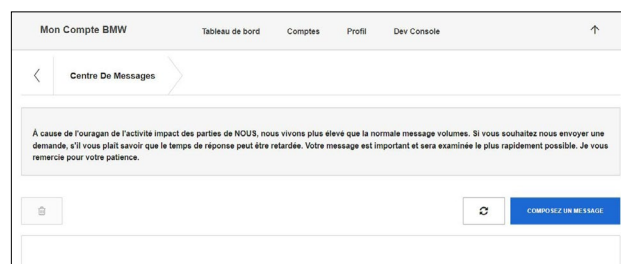 Mon Compte BMW Tableau de bord Comptes Profil Dev Console
Centre De Messages
À cause de l'ouragan de l'activité impact des parties de NOUS, nous vivons plus élevé que la normale message volumes. Si vous souhaitez nous envoyer une
demande, s'il vous plaît savoir que le temps de réponse peut être retardée. Votre message est important et sera examinée le plus rapidement possible. Je vous
remercie pour votre patience.
COMPOSEZ UN MESSAGE